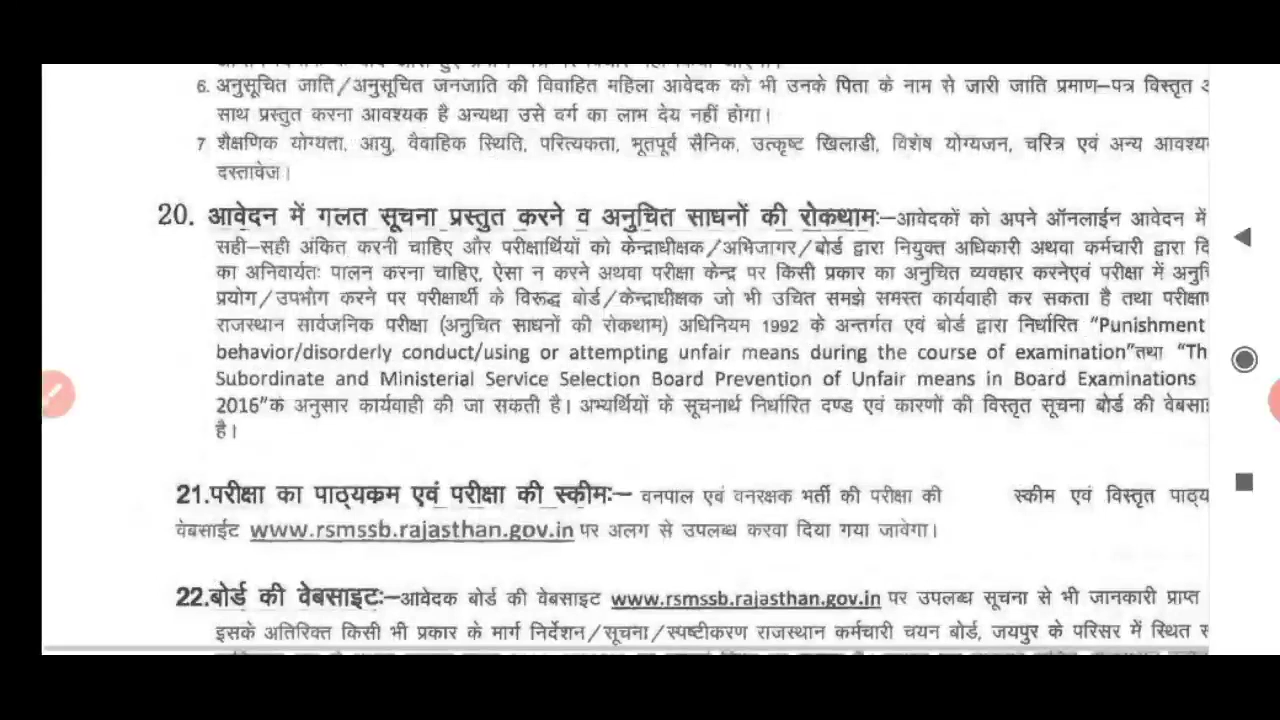 6. अनुसूचित जाति/अनुसूचित जनजाति की विवाहित महिला आवेदक को भी उनके पिता के नाम से जारी जाति प्रमाण–पत्र विस्तृत
साथ प्रस्तुत करना आवश्यक है अन्यथा उसे वर्ग का लाभ देय नहीं होगा।
7 शैक्षणिक योग्यता, आयु, वैवाहिक स्थिति, परित्यकता, भूतपूर्व सैनिक, उत्कृष्ट खिलाडी, विशेष योग्यजन, चरित्र एवं अन्य
दस्तावेज।
20. आवेदन में गलत सूचना प्रस्तुत करने व अनुचित साधनों की रोकथामः–आवेदकों को अपने ऑनलाईन आवेदन में
सही–सही अंकित करनी चाहिए और परीक्षार्थियों को केन्द्राधीक्षक/अभिजागर/बोर्ड द्वारा नियुक्त अधिकारी अथवा कर्मचारी द्वारा
का अनिवार्यतः पालन करना चाहिए, ऐसा न करने अथवा परीक्षा केन्द्र पर किसी प्रकार का अनुचित व्यवहार करनेएवं परीक्षा में
प्रयोग/उपभोग करने पर परीक्षार्थी के विरूद्ध बोर्ड/केन्द्राधीक्षक जो भी उचित समझे समस्त कार्यवाही कर सकता है तथा
राजस्थान सार्वजनिक परीक्षा (अनुचित साधनों की रोकथाम) अधिनियम 1992 के अन्तर्गत एवं बोर्ड द्वारा निर्धारित “Punishment
behavior/disorderly conduct/using or attempting unfair means during the course of examination”तथा “Th
Subordinate and Ministerial Service Selection Board Prevention of Unfair means in Board Examinations
2016”के अनुसार कार्यवाही की जा सकती है। अभ्यर्थियों के सूचनार्थ निर्धारित दण्ड एवं कारणों की विस्तृत सूचना बोर्ड की
है।
21.परीक्षा का पाठ्यकम एवं परीक्षा की स्कीमः– वनपाल एवं वनरक्षक भर्ती की परीक्षा की स्कीम एवं विस्तृत
वेबसाईट www.rsmssb.rajasthan.gov.in पर अलग से उपलब्ध करवा दिया गया जावेगा।
22.बोर्ड की वेबसाइटः–आवेदक बोर्ड की वेबसाइट www.rsmssb.rajasthan.gov.in पर उपलब्ध सूचना से भी जानकारी प्राप्त
इसके अतिरिक्त किसी भी प्रकार के मार्ग निर्देशन/सूचना/स्पष्टीकरण राजस्थान कर्मचारी चयन बोर्ड, जयपुर के परिसर में स्थित